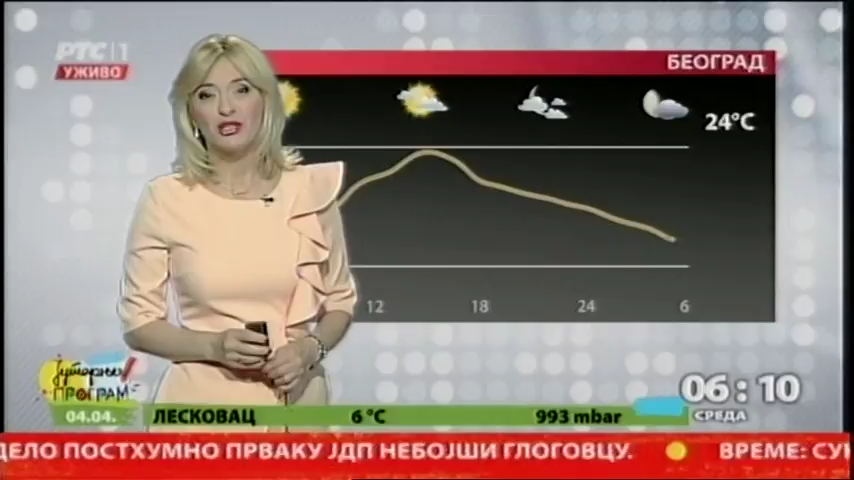 РТС|1
УЖИВО
БЕОГРАД
24°C
12 18 24 6
Јутарњи
ПРОГРАМ
06:10
04.04. ЛЕСКОВАЦ 6 °C 993 mbar СРЕДА
ДЕЛО ПОСТХУМНО ПРВАКУ ЈДП НЕБОЈШИ ГЛОГОВЦУ. ВРЕМЕ: СУ